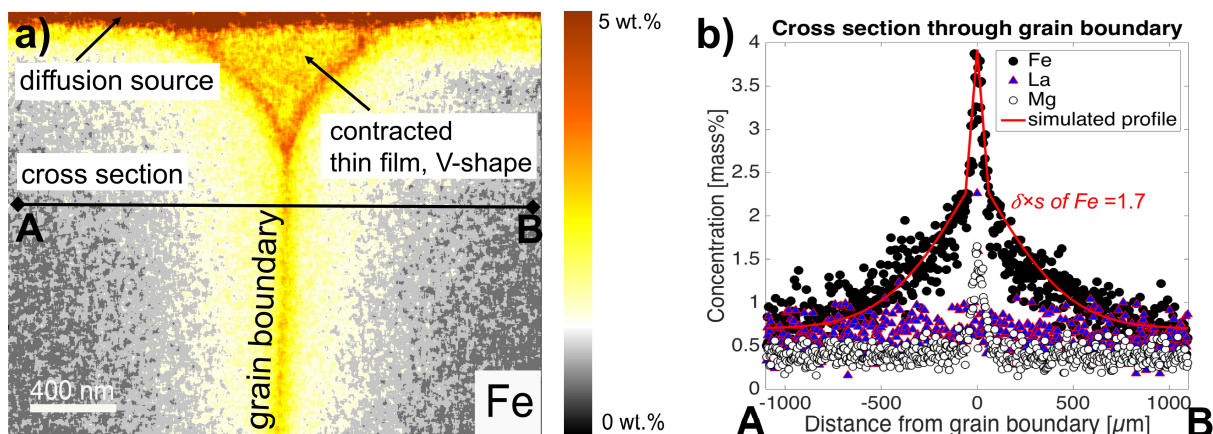 a)
diffusion source
contracted
thin film, V-shape
cross section
A
B
grain boundary
400 nm
Fe
5 wt.%
0 wt.%
b)
Cross section through grain boundary
Fe
La
Mg
simulated profile
δ×s of Fe =1.7
Concentration [mass%]
4
3.5
3
2.5
2
1.5
1
0.5
0
-1000
-500
0
500
1000
A
Distance from grain boundary [µm]
B